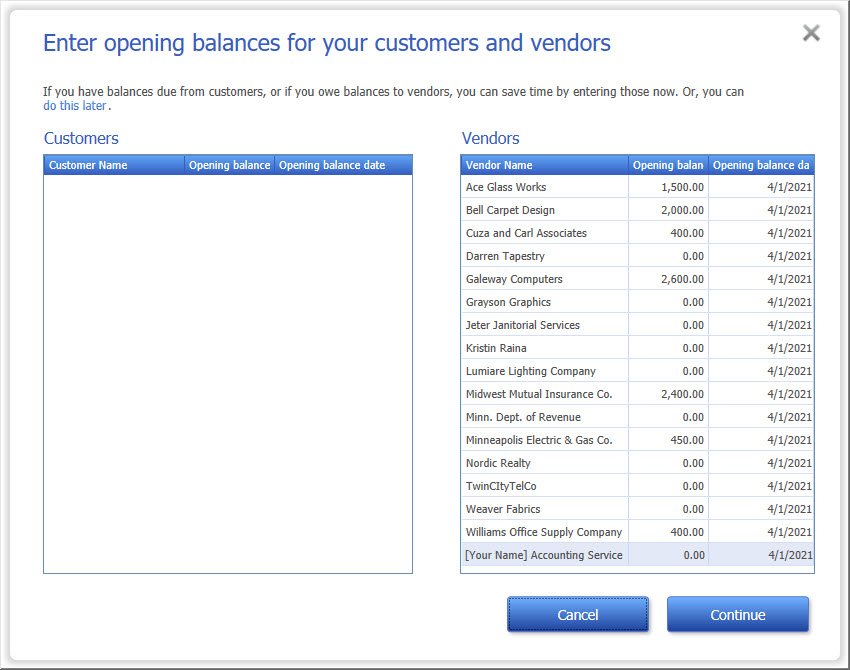 Enter opening balances for your customers and vendors
If you have balances due from customers, or if you owe balances to vendors, you can save time by entering those now. Or, you can
do this later.
Customers
Customer Name Opening balance Opening balance date
Vendors
Vendor Name Opening balan Opening balance da
Ace Glass Works 1,500.00 4/1/2021
Bell Carpet Design 2,000.00 4/1/2021
Cuza and Carl Associates 400.00 4/1/2021
Darren Tapestry 0.00 4/1/2021
Galeway Computers 2,600.00 4/1/2021
Grayson Graphics 0.00 4/1/2021
Jeter Janitorial Services 0.00 4/1/2021
Kristin Raina 0.00 4/1/2021
Lumiare Lighting Company 0.00 4/1/2021
Midwest Mutual Insurance Co. 2,400.00 4/1/2021
Minn. Dept. of Revenue 0.00 4/1/2021
Minneapolis Electric & Gas Co. 450.00 4/1/2021
Nordic Realty 0.00 4/1/2021
TwinCItyTelCo 0.00 4/1/2021
Weaver Fabrics 0.00 4/1/2021
Williams Office Supply Company 400.00 4/1/2021
[Your Name] Accounting Service 0.00 4/1/2021
Cancel Continue